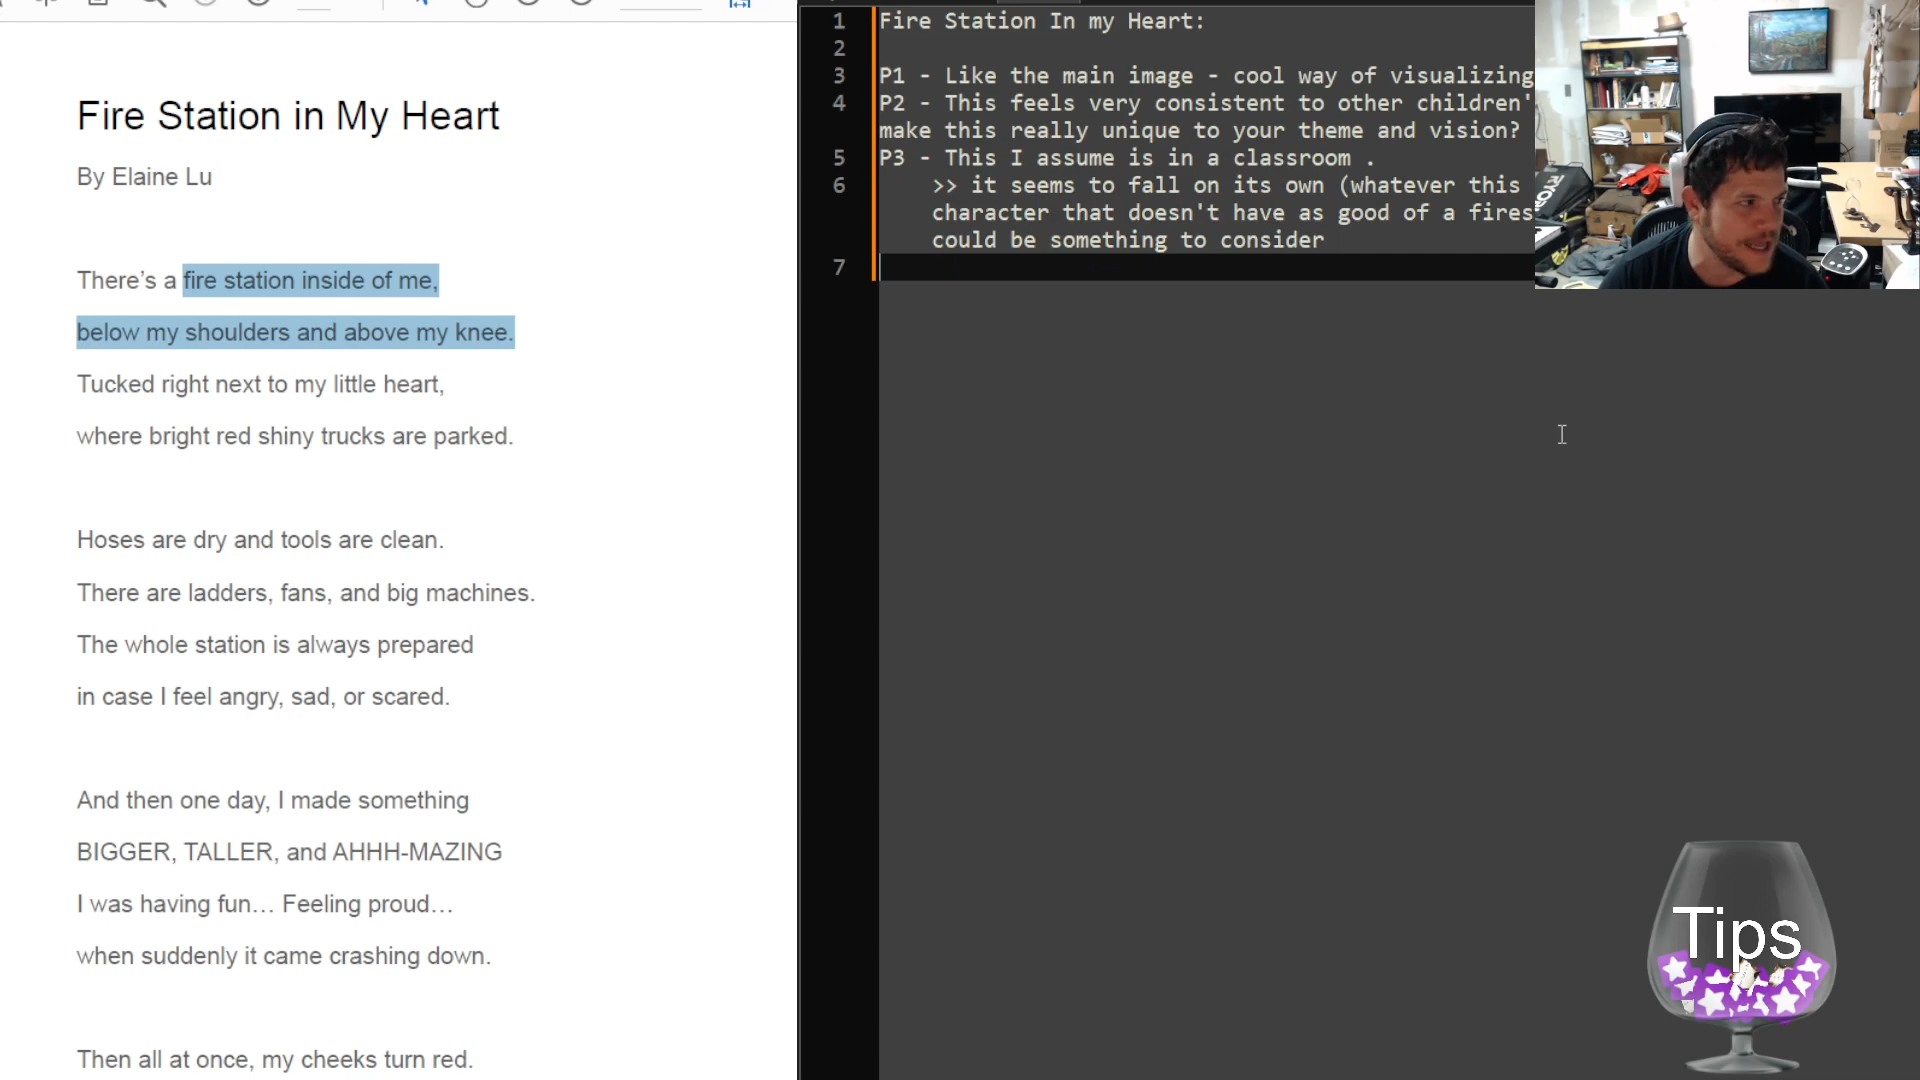 Fire Station in My Heart
By Elaine Lu
There’s a fire station inside of me,
below my shoulders and above my knee.
Tucked right next to my little heart,
where bright red shiny trucks are parked.
Hoses are dry and tools are clean.
There are ladders, fans, and big machines.
The whole station is always prepared
in case I feel angry, sad, or scared.
And then one day, I made something
BIGGER, TALLER, and AHHH-MAZING
I was having fun… Feeling proud…
when suddenly it came crashing down.
Then all at once, my cheeks turn red.
1 Fire Station In my Heart:
2
3 P1 - Like the main image - cool way of visualizing
4 P2 - This feels very consistent to other children'
make this really unique to your theme and vision?
5 P3 - This I assume is in a classroom .
6 >> it seems to fall on its own (whatever this
character that doesn't have as good of a fires
could be something to consider
7
RYOBI
Tips